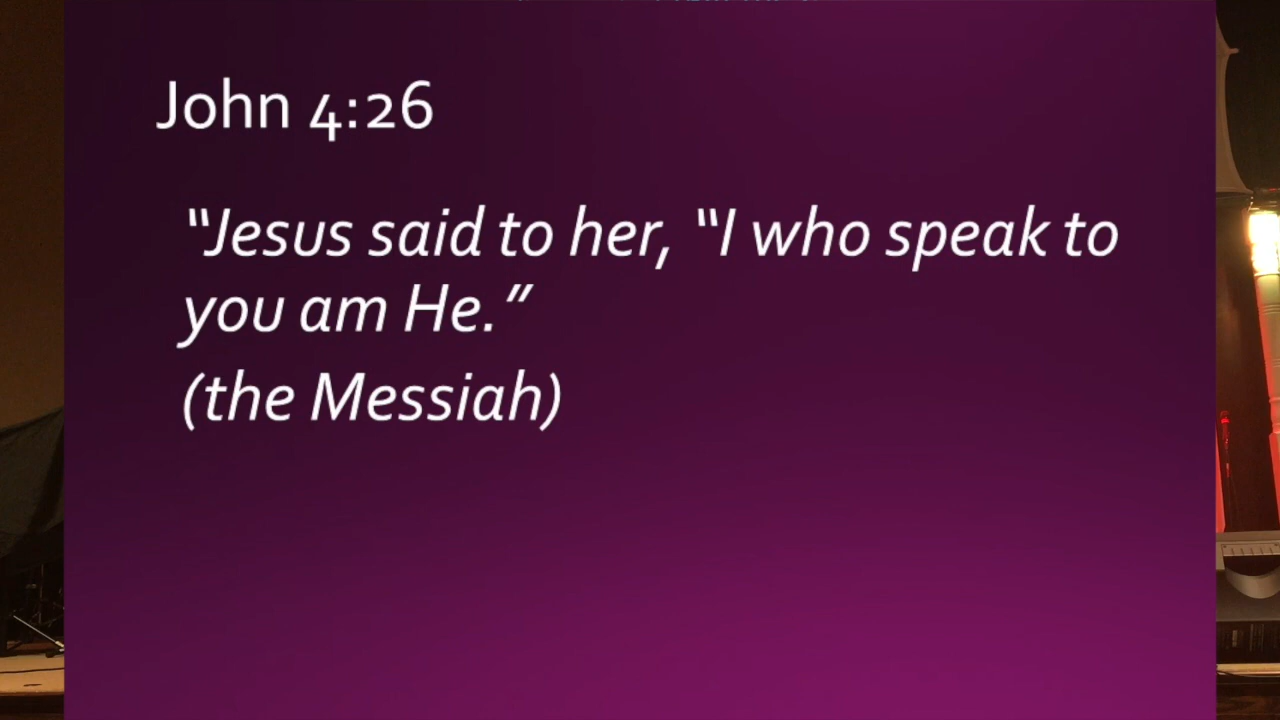 John 4:26
“Jesus said to her, “I who speak to
you am He.”
(the Messiah)